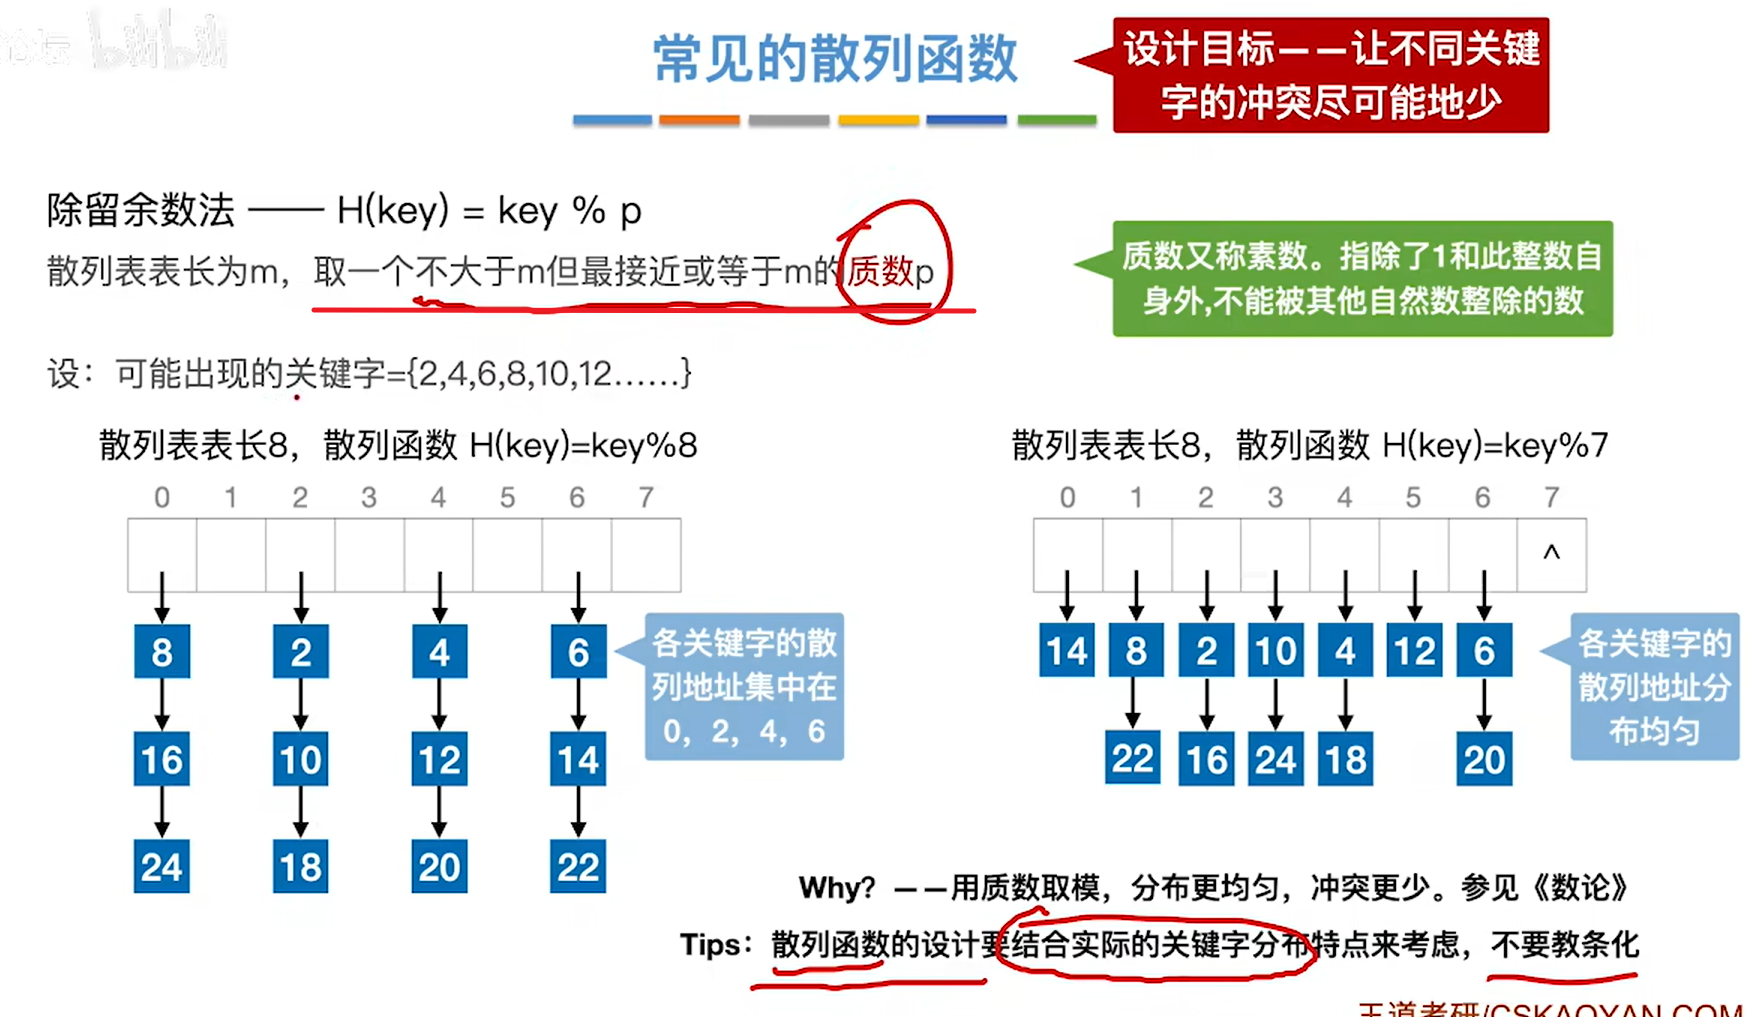 论坛 bilibili
常见的散列函数
设计目标——让不同关键
字的冲突尽可能地少
除留余数法 —— H(key) = key % p
散列表表长为m，取一个不大于m但最接近或等于m的质数p
质数又称素数。指除了1和此整数自
身外,不能被其他自然数整除的数
设：可能出现的关键字={2,4,6,8,10,12……}
散列表表长8，散列函数 H(key)=key%8
0 1 2 3 4 5 6 7
8 2 4 6
16 10 12 14
24 18 20 22
各关键字的散
列地址集中在
0，2，4，6
散列表表长8，散列函数 H(key)=key%7
0 1 2 3 4 5 6 7
^
14 8 2 10 4 12 6
22 16 24 18 20
各关键字的
散列地址分
布均匀
Why？——用质数取模，分布更均匀，冲突更少。参见《数论》
Tips：散列函数的设计要结合实际的关键字分布特点来考虑，不要教条化
王道考研/CSKAOYAN.COM